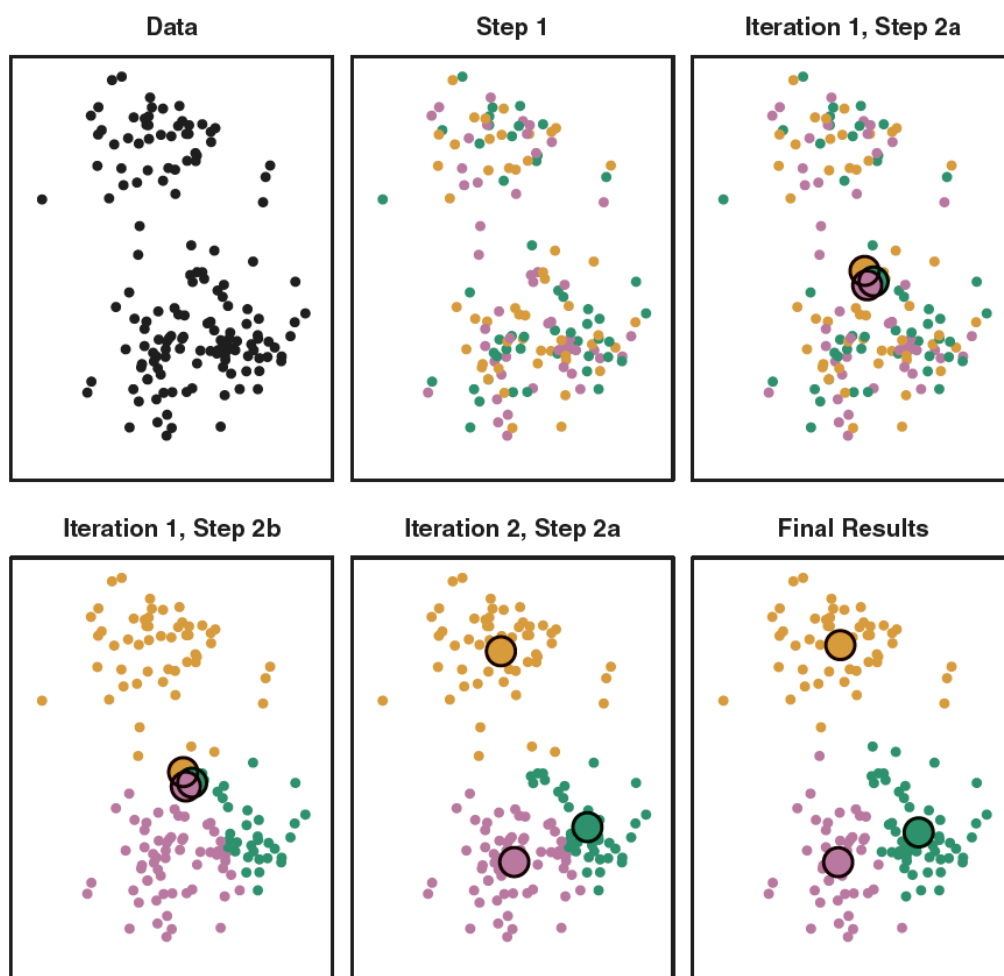 Data
Step 1
Iteration 1, Step 2a
Iteration 1, Step 2b
Iteration 2, Step 2a
Final Results